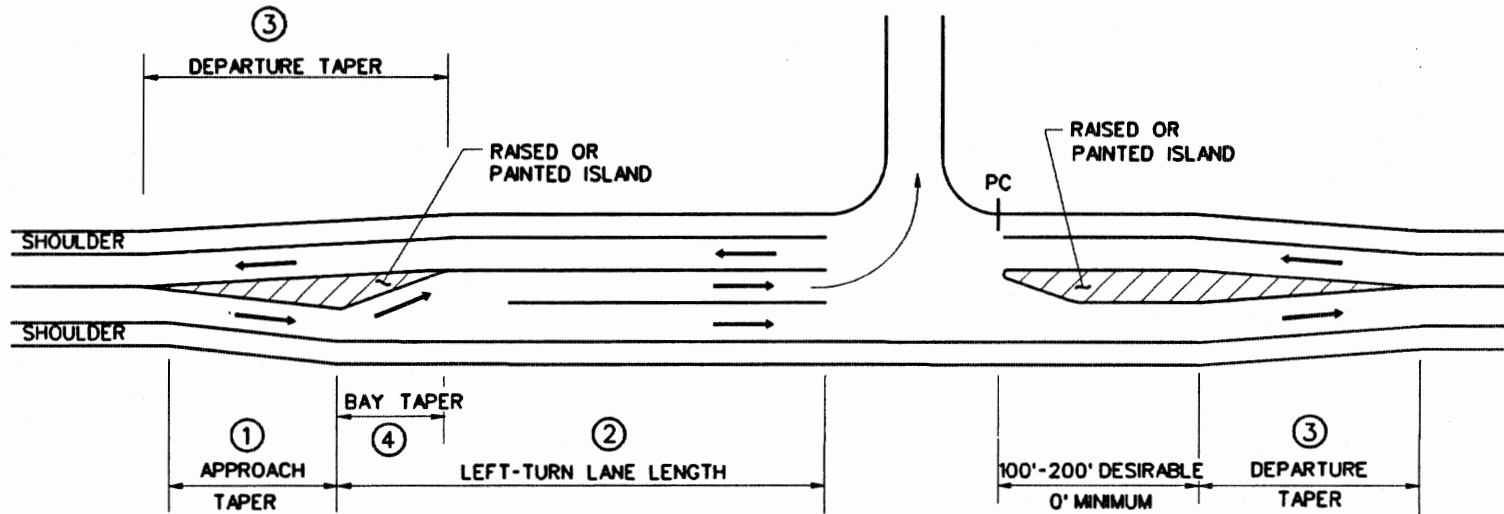 ③
DEPARTURE TAPER
RAISED OR
PAINTED ISLAND
RAISED OR
PAINTED ISLAND
PC
SHOULDER
SHOULDER
BAY TAPER
④
①
APPROACH
TAPER
②
LEFT-TURN LANE LENGTH
100'-200' DESIRABLE
0' MINIMUM
③
DEPARTURE
TAPER